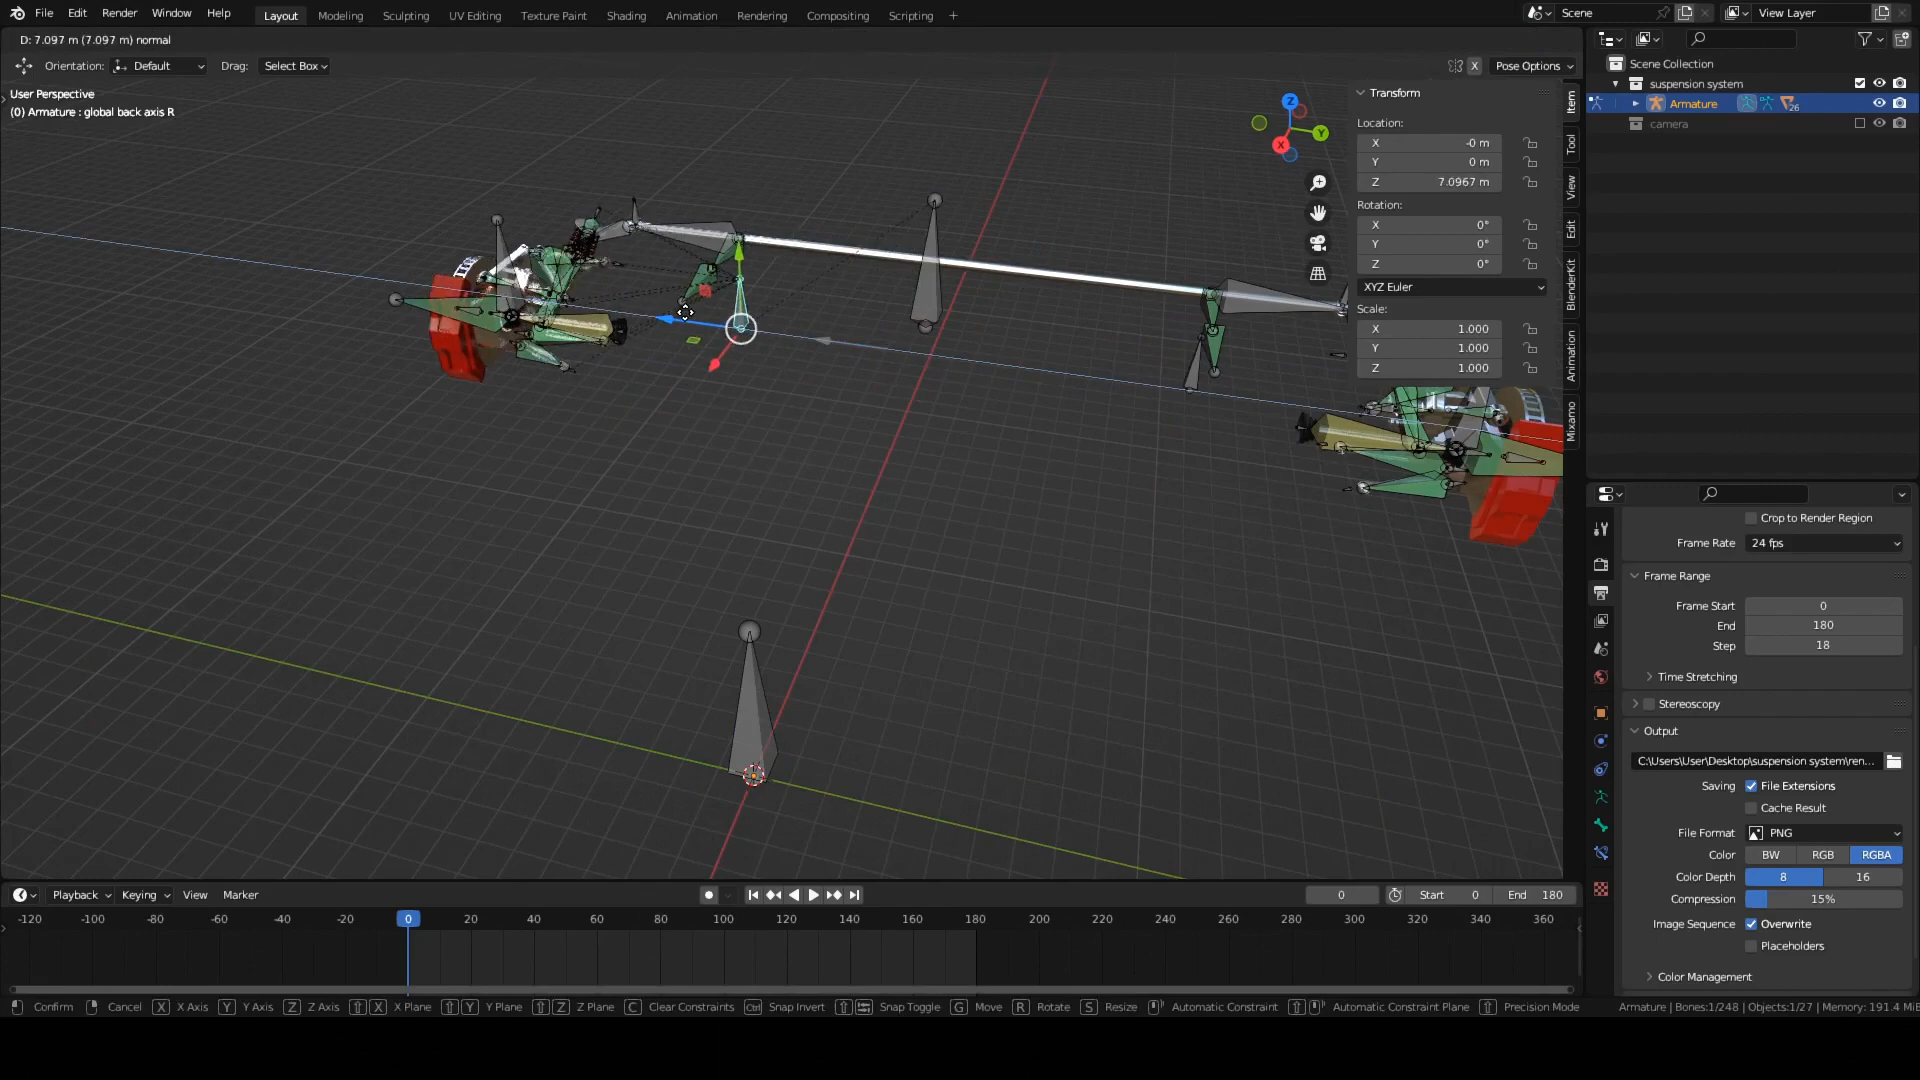 File Edit Render Window Help Layout Modeling Sculpting UV Editing Texture Paint Shading Animation Rendering Compositing Scripting + Scene View Layer
D: 7.097 m (7.097 m) normal
Orientation: Default Drag: Select Box X Pose Options
User Perspective
(0) Armature : global back axis R
Z
Y
X
Transform
Location:
X -0 m
Y 0 m
Z 7.0967 m
Rotation:
X 0°
Y 0°
Z 0°
XYZ Euler
Scale:
X 1.000
Y 1.000
Z 1.000
Item
Tool
View
Edit
BlenderKit
Animation
Mixamo
Scene Collection
suspension system
Armature 26
camera
Crop to Render Region
Frame Rate 24 fps
Frame Range
Frame Start 0
End 180
Step 18
Time Stretching
Stereoscopy
Output
C:\Users\User\Desktop\suspension system\ren...
Saving File Extensions
Cache Result
File Format PNG
Color BW RGB RGBA
Color Depth 8 16
Compression 15%
Image Sequence Overwrite
Placeholders
Color Management
Playback Keying View Marker 0 Start 0 End 180
-120 -100 -80 -60 -40 -20 0 20 40 60 80 100 120 140 160 180 200 220 240 260 280 300 320 340 360
Confirm Cancel X X Axis Y Y Axis Z Z Axis X X Plane Y Y Plane Z Z Plane C Clear Constraints Ctrl Snap Invert Snap Toggle G Move R Rotate S Resize Automatic Constraint Automatic Constraint Plane Precision Mode Armature | Bones:1/248 | Objects:1/27 | Memory: 191.4 MiB